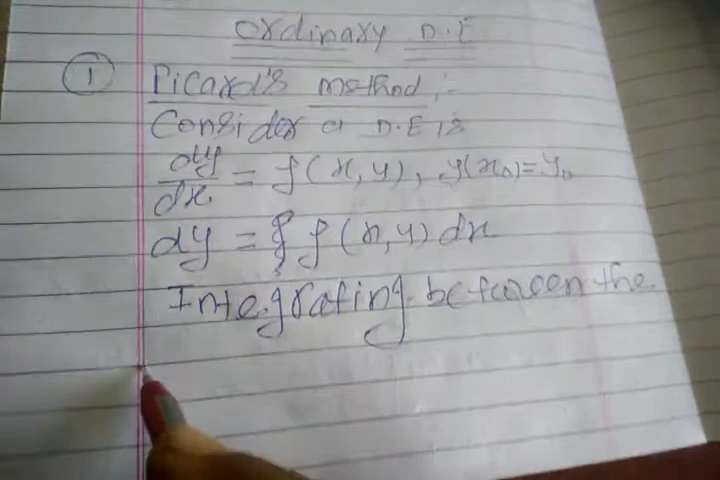 Ordinary D.E
① Picard's method :-
Consider a D.E is
dy/dx = f(x,y), y(x₀)=y₀
dy = f(x,y) dx
Integrating between the